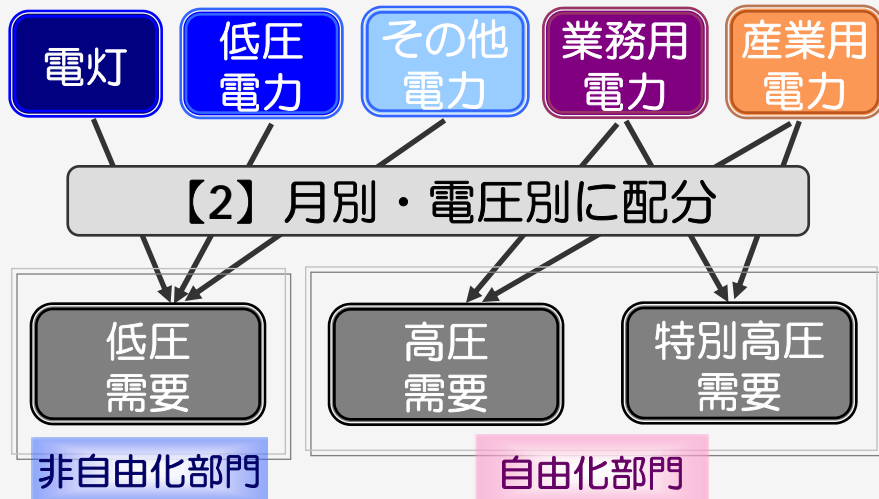 電灯
低圧
電力
その他
電力
業務用
電力
産業用
電力
【2】月別・電圧別に配分
低圧
需要
高圧
需要
特別高圧
需要
非自由化部門
自由化部門